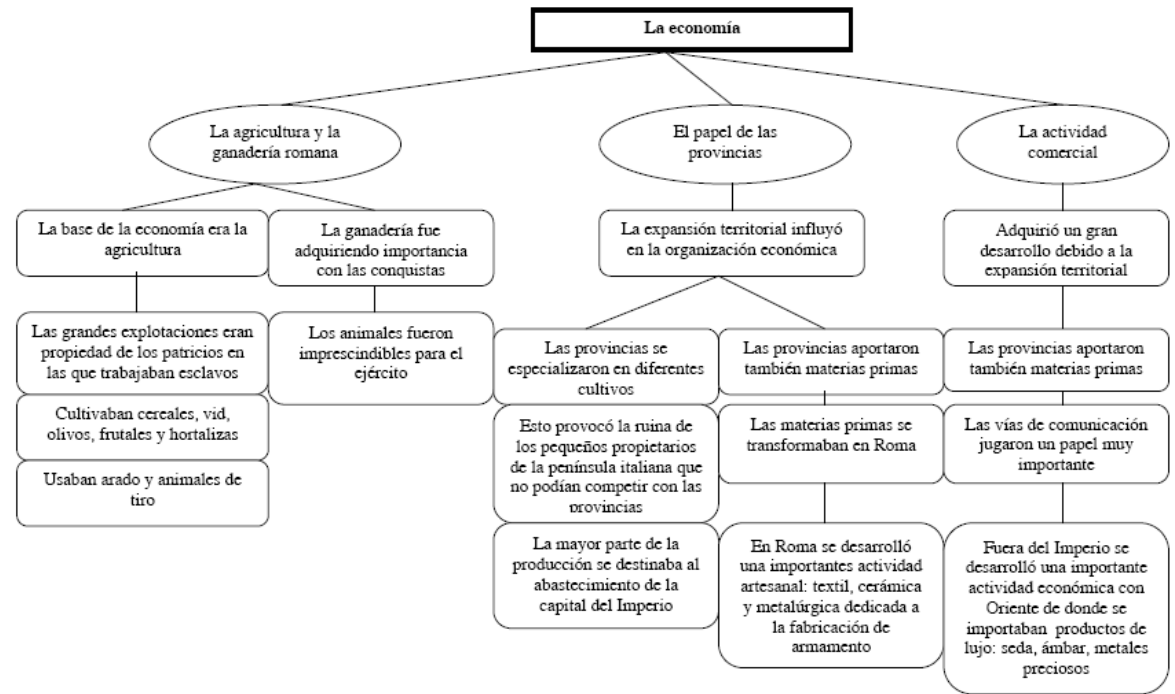 La economía
La agricultura y la
ganadería romana
El papel de las
provincias
La actividad
comercial
La base de la economía era la
agricultura
La ganadería fue
adquiriendo importancia
con las conquistas
La expansión territorial influyó
en la organización económica
Adquirió un gran
desarrollo debido a la
expansión territorial
Las grandes explotaciones eran
propiedad de los patricios en
las que trabajaban esclavos
Los animales fueron
imprescindibles para el
ejército
Las provincias se
especializaron en diferentes
cultivos
Las provincias aportaron
también materias primas
Las provincias aportaron
también materias primas
Cultivaban cereales, vid,
olivos, frutales y hortalizas
Esto provocó la ruina de
los pequeños propietarios
de la península italiana que
no podían competir con las
provincias
Las materias primas se
transformaban en Roma
Las vías de comunicación
jugaron un papel muy
importante
Usaban arado y animales de
tiro
La mayor parte de la
producción se destinaba al
abastecimiento de la
capital del Imperio
En Roma se desarrolló
una importantes actividad
artesanal: textil, cerámica
y metalúrgica dedicada a
la fabricación de
armamento
Fuera del Imperio se
desarrolló una importante
actividad económica con
Oriente de donde se
importaban productos de
lujo: seda, ámbar, metales
preciosos